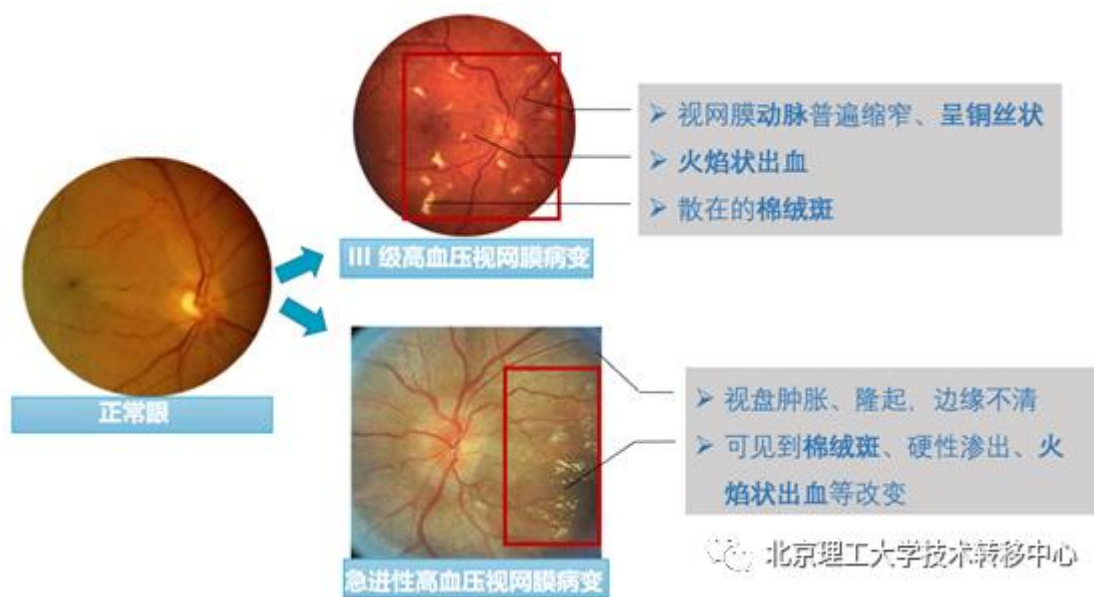 ➢ 视网膜动脉普遍缩窄、呈铜丝状
➢ 火焰状出血
➢ 散在的棉绒斑
III 级高血压视网膜病变
正常眼
➢ 视盘肿胀、隆起，边缘不清
➢ 可见到棉绒斑、硬性渗出、火
焰状出血等改变
北京理工大学技术转移中心
急进性高血压视网膜病变